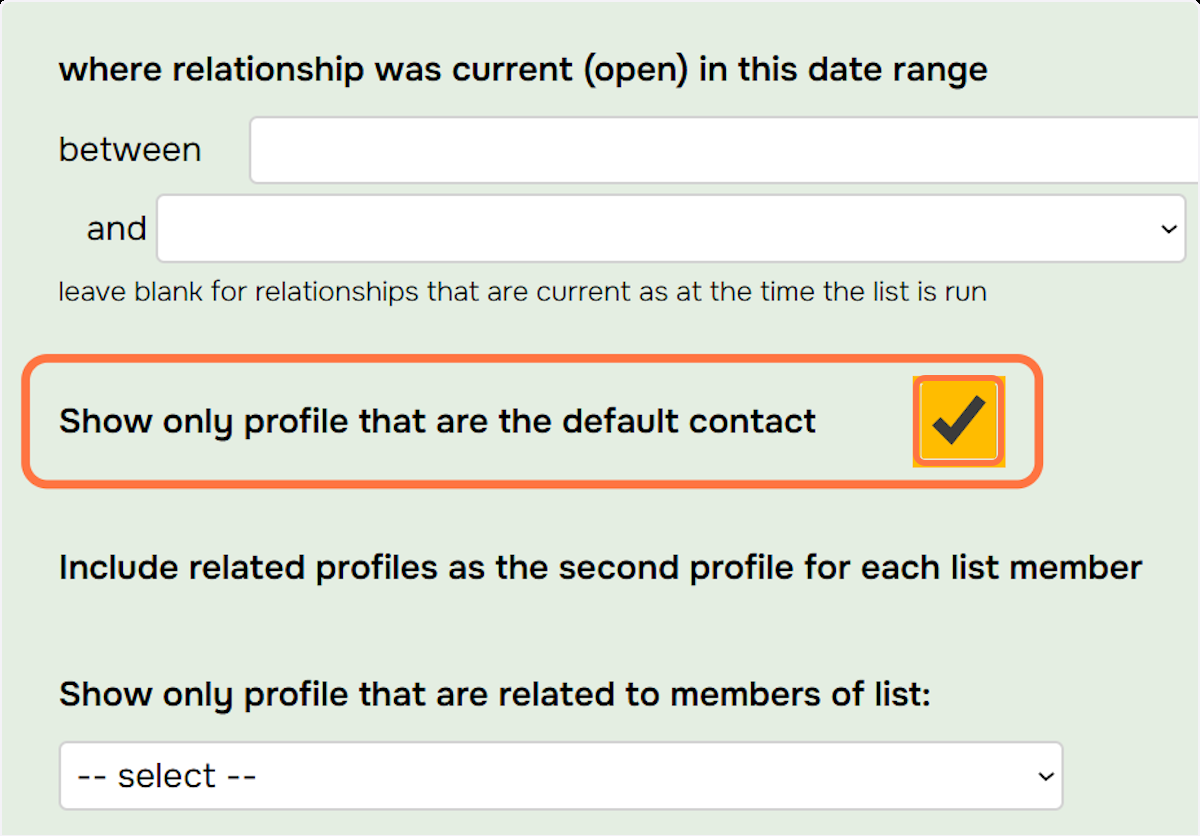 where relationship was current (open) in this date range
between
and
leave blank for relationships that are current as at the time the list is run
Show only profile that are the default contact
Include related profiles as the second profile for each list member
Show only profile that are related to members of list:
-- select --